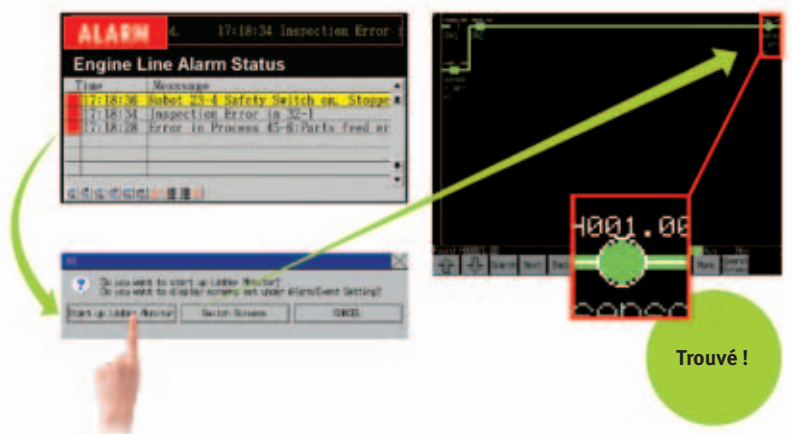 ALARM 17:18:34 Inspection Error
Engine Line Alarm Status
Time Message
17:18:36 Robot 23-4 Safety Switch on, Stoppe
17:18:34 Inspection Error in 32-1
17:18:28 Error in Process 45-6:Parts feed er
Do you want to start up Ladder Monitor?
Do you want to display screens set under Alarm/Event Setting?
Start up Ladder Monitor Switch Screens CANCEL
H001.00
Search Next
Trouvé !